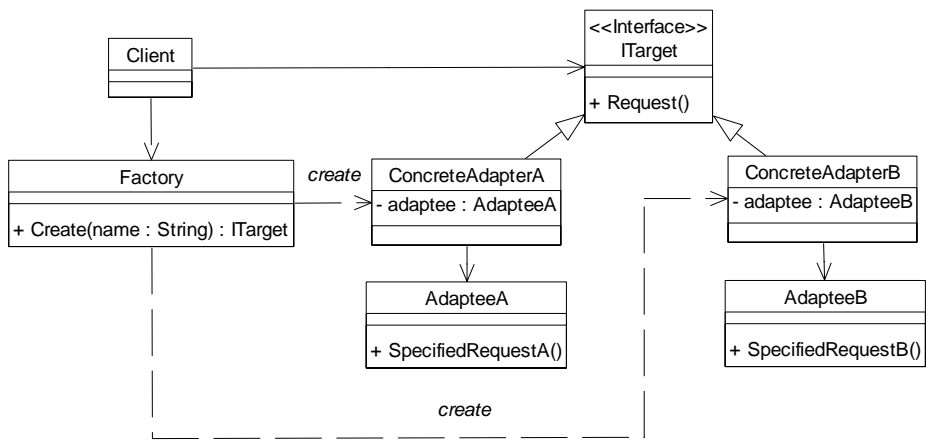 <<Interface>>
ITarget
+ Request()
Client
Factory
+ Create(name : String) : ITarget
create
ConcreteAdapterA
- adaptee : AdapteeA
ConcreteAdapterB
- adaptee : AdapteeB
AdapteeA
+ SpecifiedRequestA()
AdapteeB
+ SpecifiedRequestB()
create